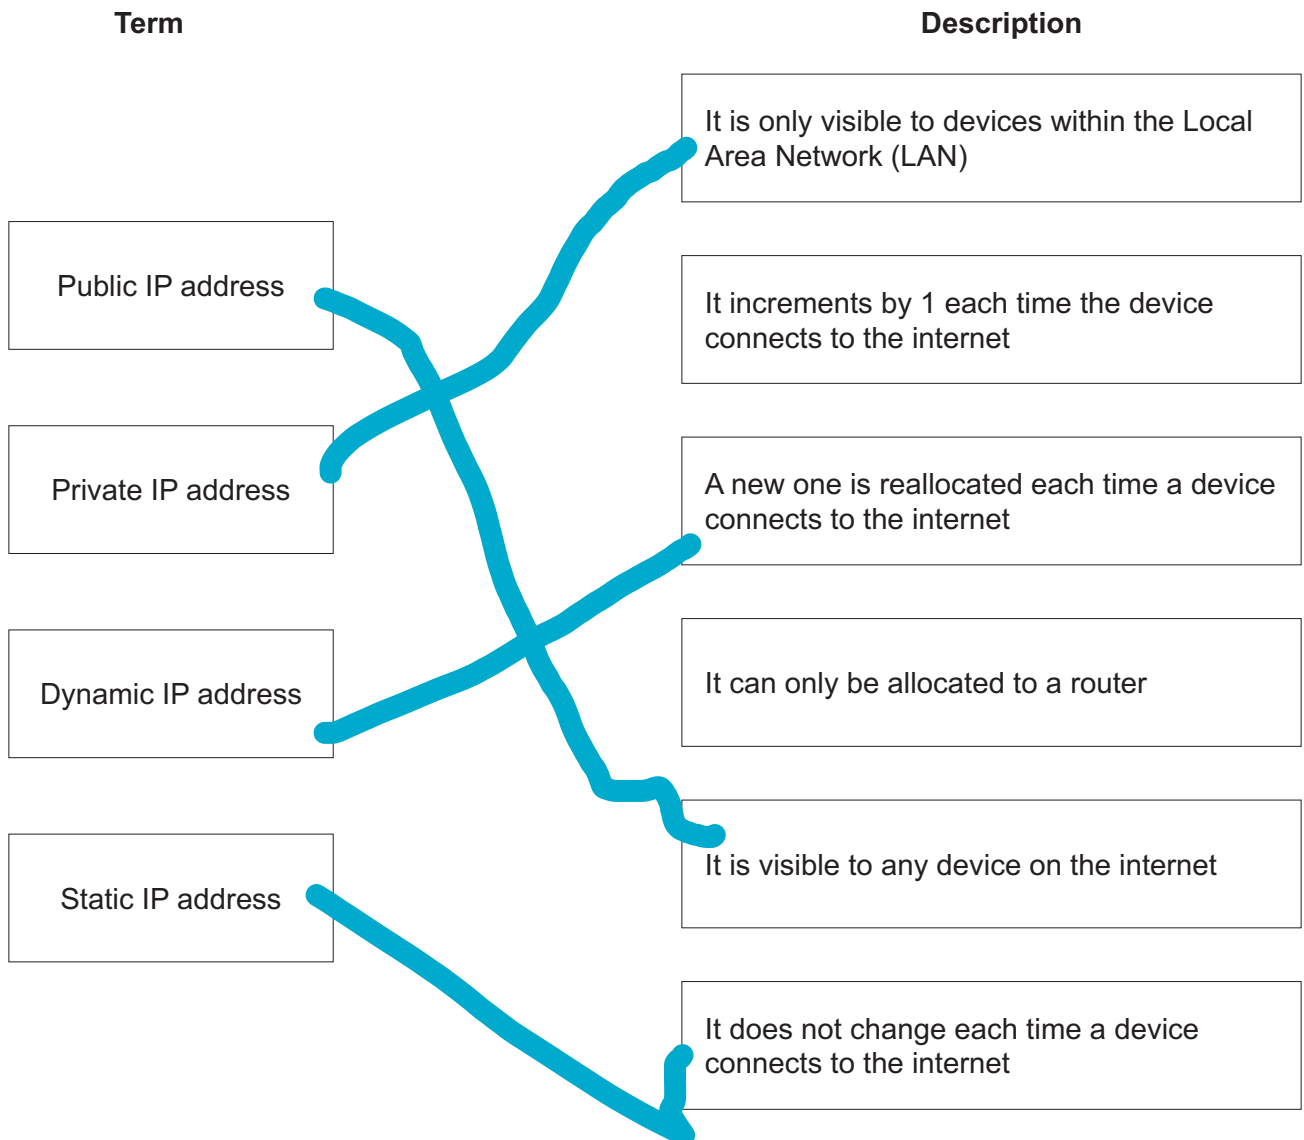 Term
Description
Public IP address
Private IP address
Dynamic IP address
Static IP address
It is only visible to devices within the Local
Area Network (LAN)
It increments by 1 each time the device
connects to the internet
A new one is reallocated each time a device
connects to the internet
It can only be allocated to a router
It is visible to any device on the internet
It does not change each time a device
connects to the internet